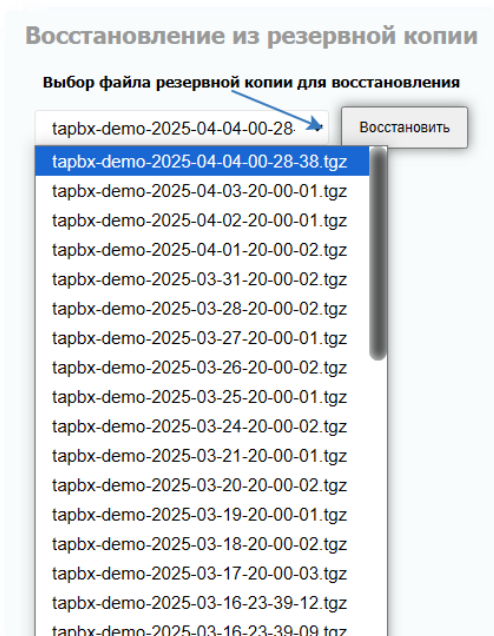 Восстановление из резервной копии
Выбор файла резервной копии для восстановления
tapbx-demo-2025-04-04-00-28-
Восстановить
tapbx-demo-2025-04-04-00-28-38.tgz
tapbx-demo-2025-04-03-20-00-01.tgz
tapbx-demo-2025-04-02-20-00-01.tgz
tapbx-demo-2025-04-01-20-00-02.tgz
tapbx-demo-2025-03-31-20-00-02.tgz
tapbx-demo-2025-03-28-20-00-02.tgz
tapbx-demo-2025-03-27-20-00-01.tgz
tapbx-demo-2025-03-26-20-00-02.tgz
tapbx-demo-2025-03-25-20-00-01.tgz
tapbx-demo-2025-03-24-20-00-02.tgz
tapbx-demo-2025-03-21-20-00-01.tgz
tapbx-demo-2025-03-20-20-00-02.tgz
tapbx-demo-2025-03-19-20-00-01.tgz
tapbx-demo-2025-03-18-20-00-02.tgz
tapbx-demo-2025-03-17-20-00-03.tgz
tapbx-demo-2025-03-16-23-39-12.tgz
tapbx-demo-2025-03-16-23-39-09.tgz